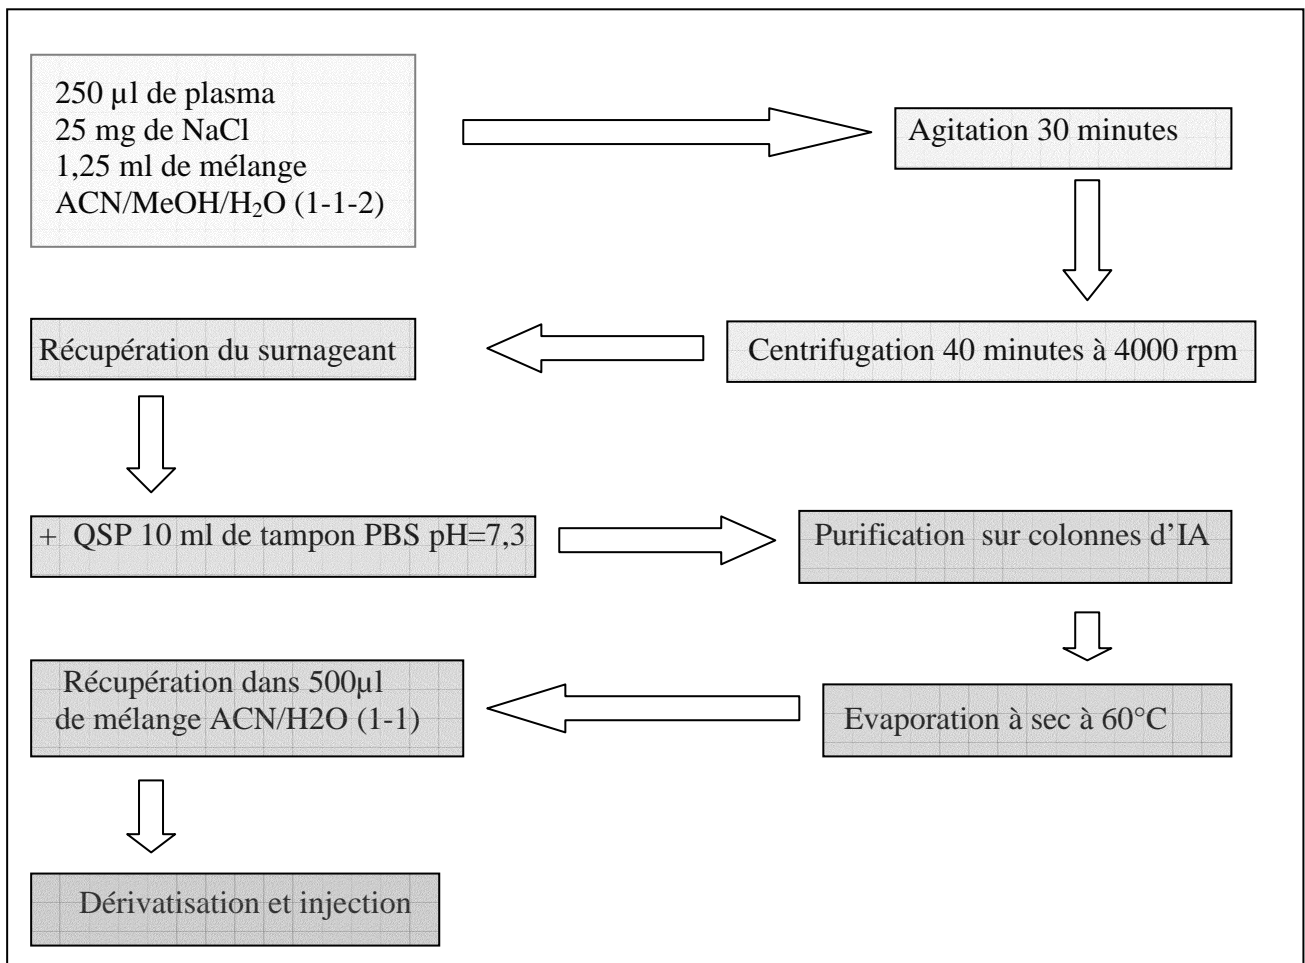 250 µl de plasma
25 mg de NaCl
1,25 ml de mélange
ACN/MeOH/H₂O (1-1-2)
Agitation 30 minutes
Centrifugation 40 minutes à 4000 rpm
Récupération du surnageant
+ QSP 10 ml de tampon PBS pH=7,3
Purification sur colonnes d’IA
Evaporation à sec à 60°C
Récupération dans 500µl
de mélange ACN/H2O (1-1)
Dérivatisation et injection